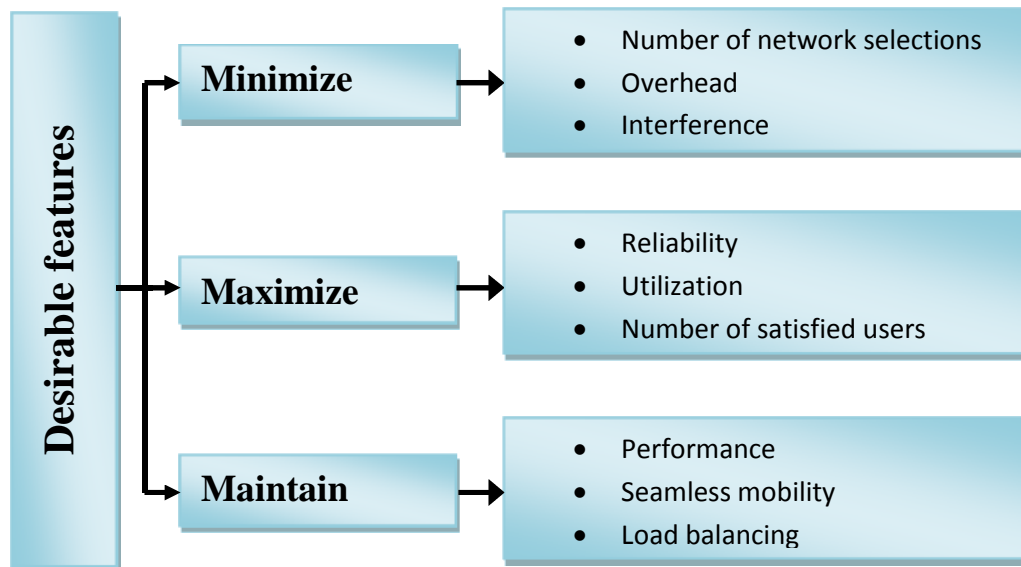 Desirable features
Minimize
• Number of network selections
• Overhead
• Interference
Maximize
• Reliability
• Utilization
• Number of satisfied users
Maintain
• Performance
• Seamless mobility
• Load balancing